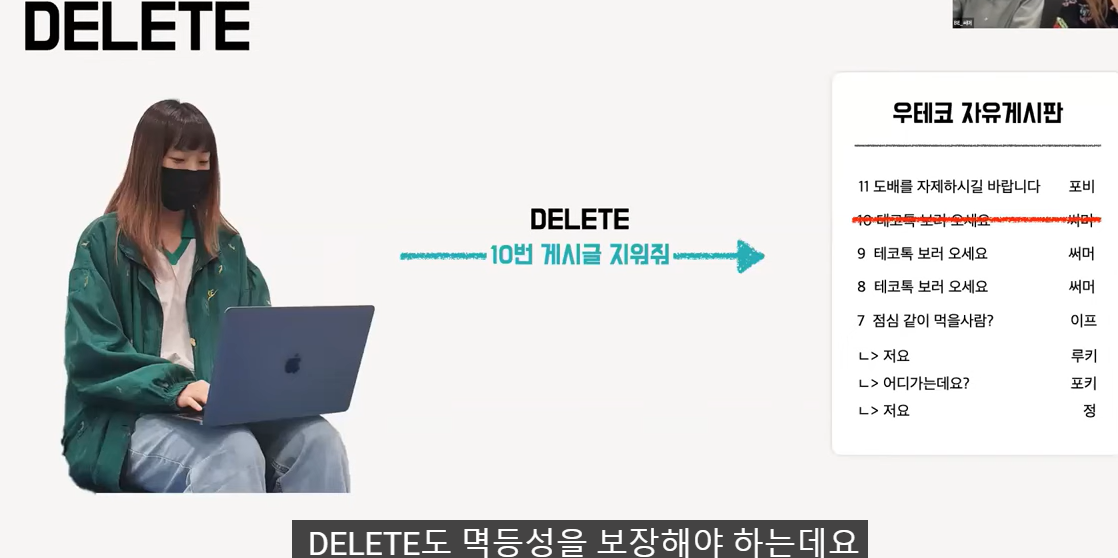 DELETE
BE_써머
우테코 자유게시판
11 도배를 자제하시길 바랍니다 포비
DELETE
10 테코톡 보러 오세요 써머
10번 게시글 지워줘
9 테코톡 보러 오세요 써머
8 테코톡 보러 오세요 써머
7 점심 같이 먹을사람? 이프
ㄴ> 저요 루키
ㄴ> 어디가는데요? 포키
ㄴ> 저요 정
DELETE도 멱등성을 보장해야 하는데요